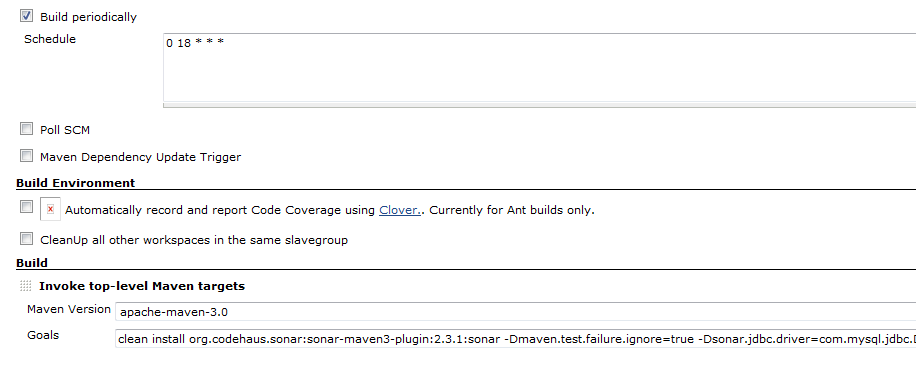 Build periodically
Schedule
0 18 * * *
Poll SCM
Maven Dependency Update Trigger
Build Environment
Automatically record and report Code Coverage using Clover.. Currently for Ant builds only.
CleanUp all other workspaces in the same slavegroup
Build
Invoke top-level Maven targets
Maven Version apache-maven-3.0
Goals clean install org.codehaus.sonar:sonar-maven3-plugin:2.3.1:sonar -Dmaven.test.failure.ignore=true -Dsonar.jdbc.driver=com.mysql.jdbc.D